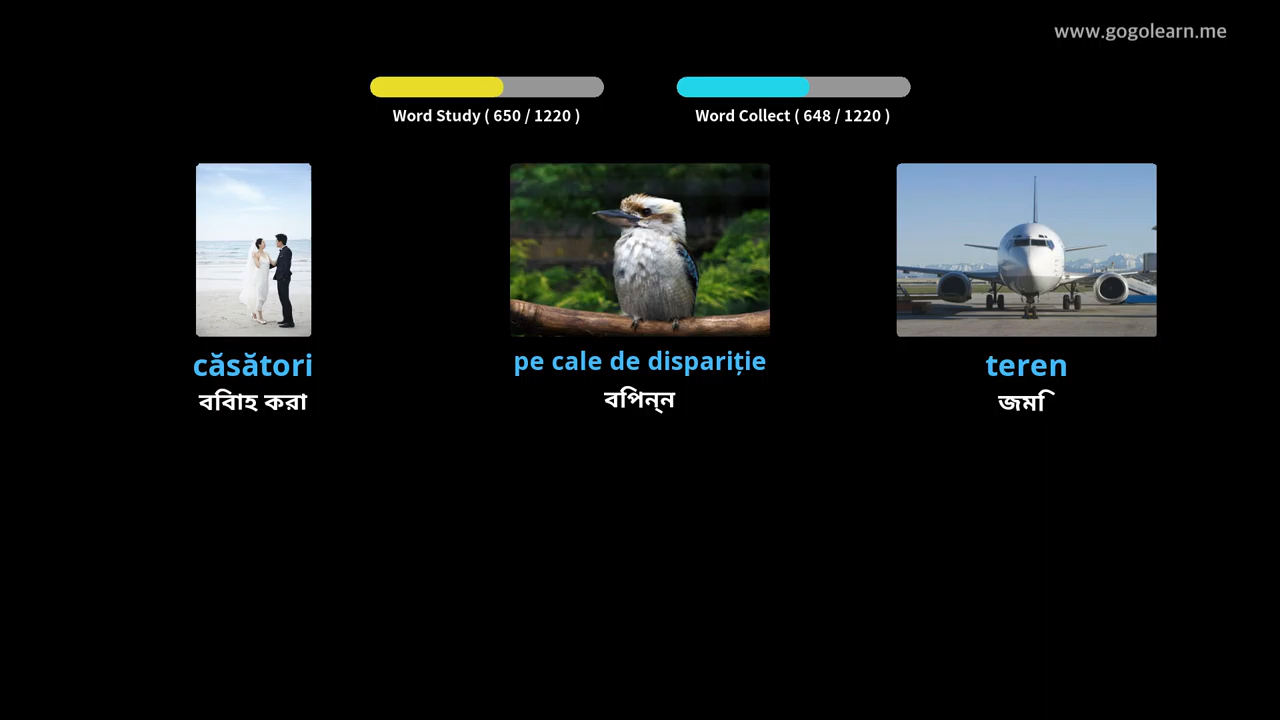 www.gogolearn.me
Word Study ( 650 / 1220 )
Word Collect ( 648 / 1220 )
căsători
বিবাহ করা
pe cale de dispariție
বিপন্ন
teren
জমি